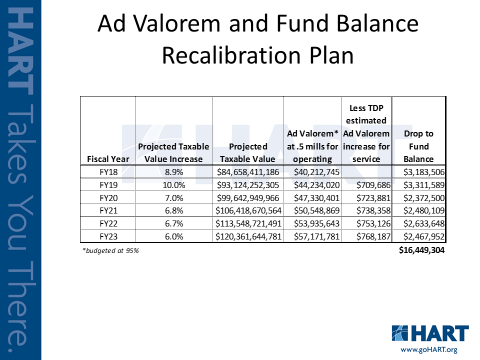 HART Takes You There.
Ad Valorem and Fund Balance
Recalibration Plan
Less TDP
estimated
Ad Valorem* Ad Valorem Drop to
Projected Taxable Projected at .5 mills for increase for Fund
Fiscal Year Value Increase Taxable Value operating service Balance
FY18 8.9% $84,658,411,186 $40,212,745 $3,183,506
FY19 10.0% $93,124,252,305 $44,234,020 $709,686 $3,311,589
FY20 7.0% $99,642,949,966 $47,330,401 $723,881 $2,372,500
FY21 6.8% $106,418,670,564 $50,548,869 $738,358 $2,480,109
FY22 6.7% $113,548,721,491 $53,935,643 $753,126 $2,633,648
FY23 6.0% $120,361,644,781 $57,171,781 $768,187 $2,467,952
*budgeted at 95% $16,449,304
HART
www.goHART.org